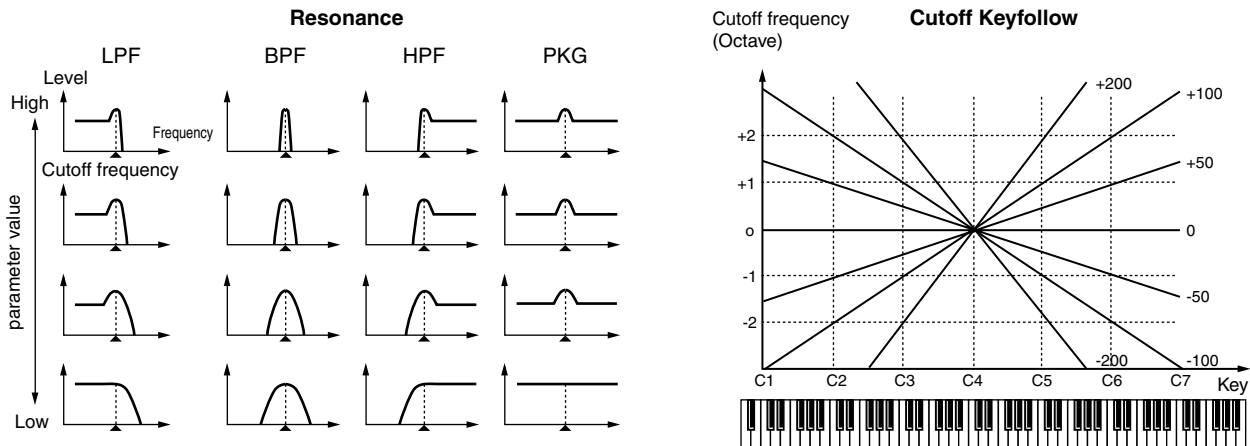 Resonance
LPF
BPF
HPF
PKG
Level
High
Frequency
Cutoff frequency
parameter value
Low
Cutoff frequency
(Octave)
Cutoff Keyfollow
+200
+100
+2
+50
+1
o
0
-1
-50
-2
-200
-100
C1
C2
C3
C4
C5
C6
C7
Key